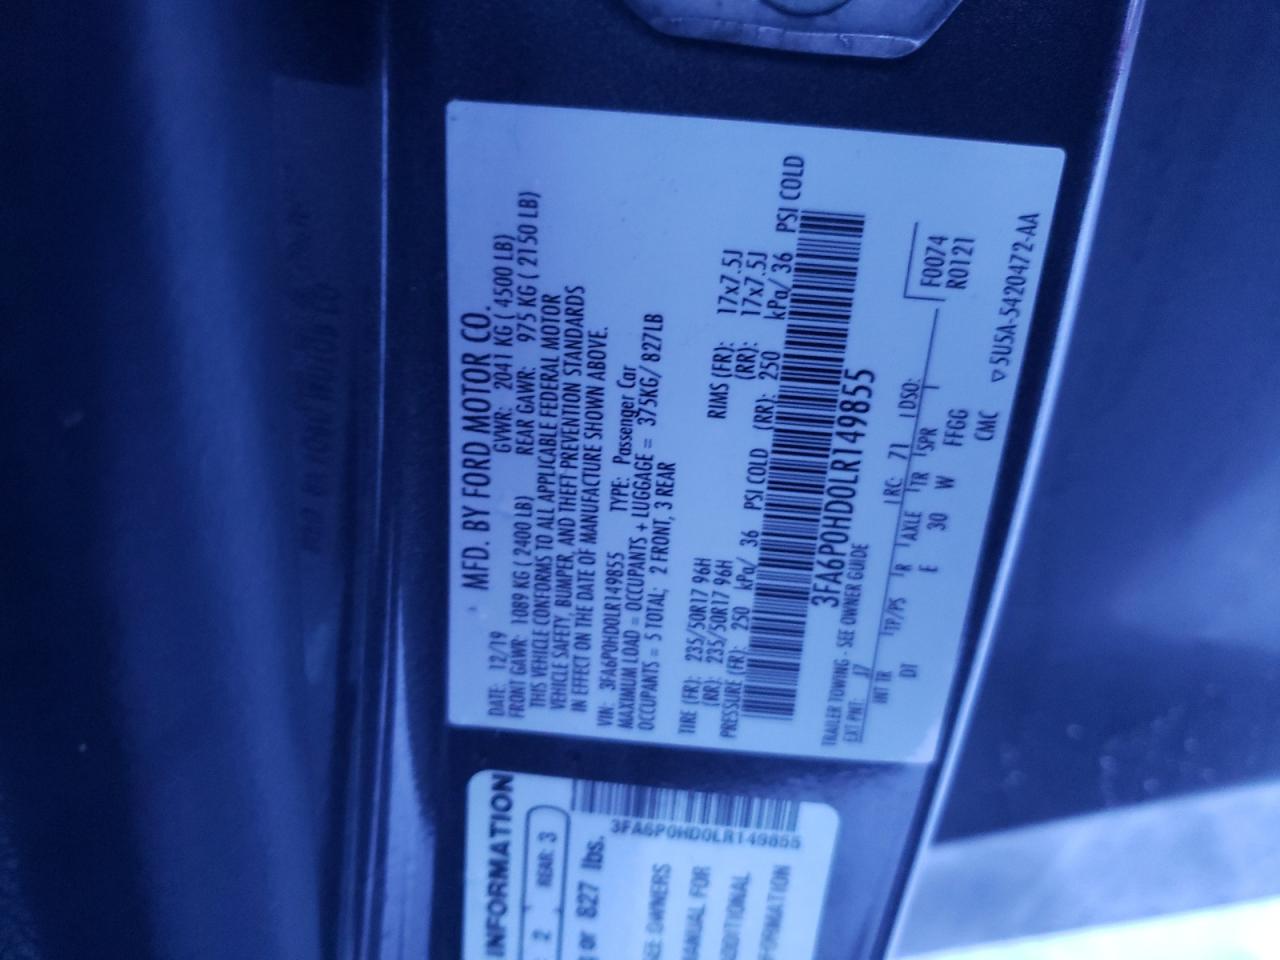 MFD. BY FORD MOTOR CO.
DATE: 12/19 GVWR: 2041 KG ( 4500 LB)
FRONT GAWR: 1089 KG ( 2400 LB) REAR GAWR: 975 KG ( 2150 LB)
THIS VEHICLE CONFORMS TO ALL APPLICABLE FEDERAL MOTOR
VEHICLE SAFETY, BUMPER, AND THEFT PREVENTION STANDARDS
IN EFFECT ON THE DATE OF MANUFACTURE SHOWN ABOVE.
VIN: 3FA6P0HD0LR149855 TYPE: Passenger Car
MAXIMUM LOAD = OCCUPANTS + LUGGAGE = 375KG/ 827LB
OCCUPANTS = 5 TOTAL; 2 FRONT, 3 REAR
TIRE (FR): 235/50R17 96H RIMS (FR): 17x7.5J
(RR): 235/50R17 96H (RR): 17x7.5J
PRESSURE (FR): 250 kPa/ 36 PSI COLD (RR): 250 kPa/ 36 PSI COLD
3FA6P0HD0LR149855
TRAILER TOWING - SEE OWNER GUIDE
EXT PNT: J7 RC: 71 DSO:
INT TR TP/PS R AXLE TR SPR
DI E 30 W FFGG
CMC
F0074
R0121
▽ 5U5A-5420472-AA
INFORMATION
2 REAR 3
or 827 lbs.
3FA6P0HD0LR149855
SEE OWNERS
MANUAL FOR
ADDITIONAL
INFORMATION